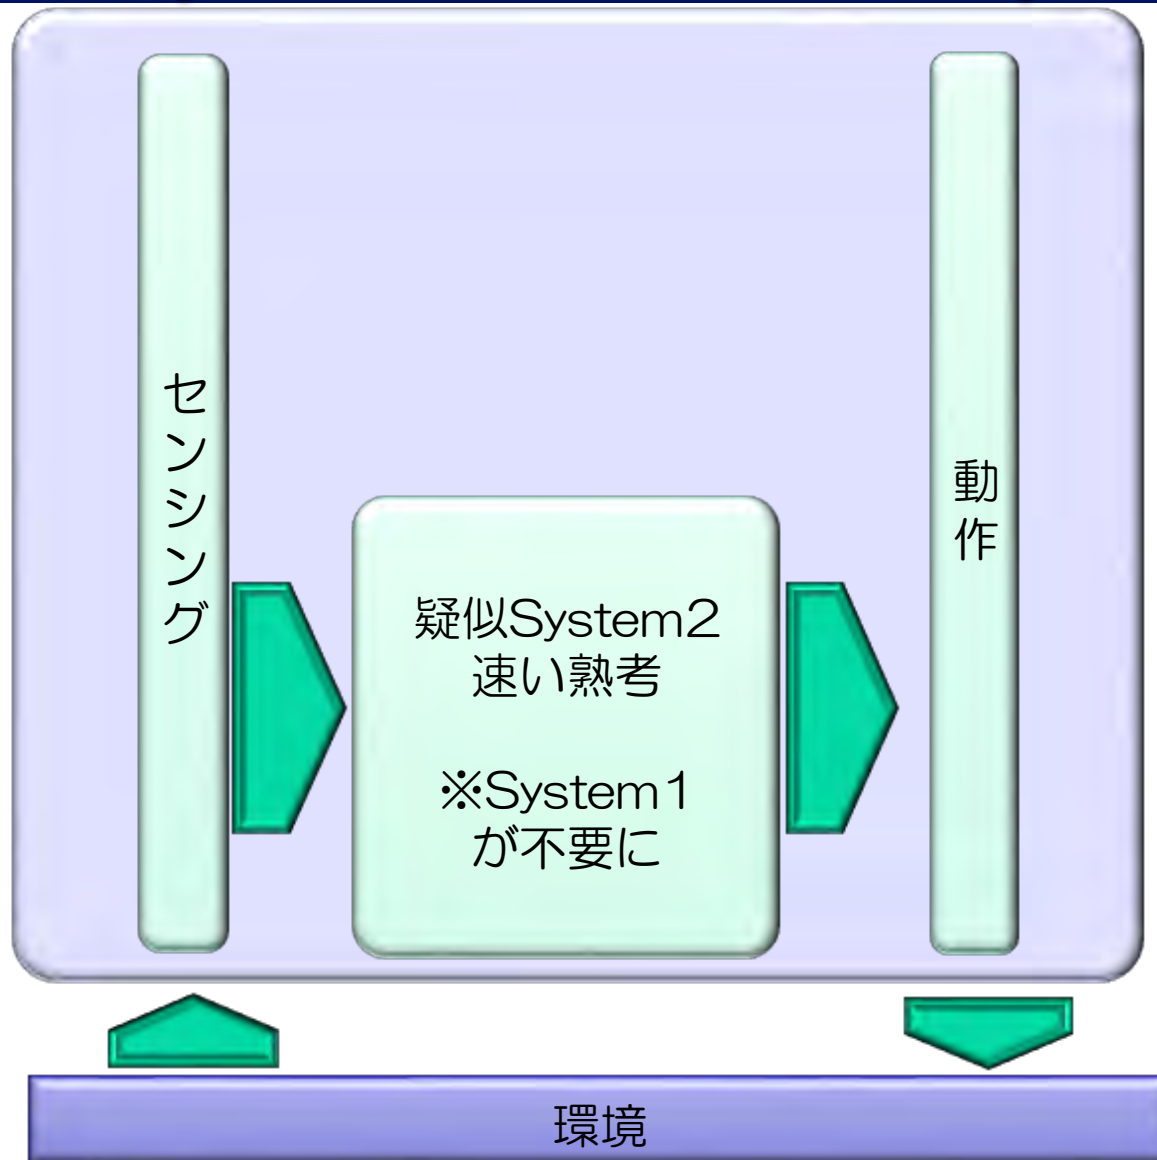 センシング
疑似System2
速い熟考
※System1
が不要に
動作
環境